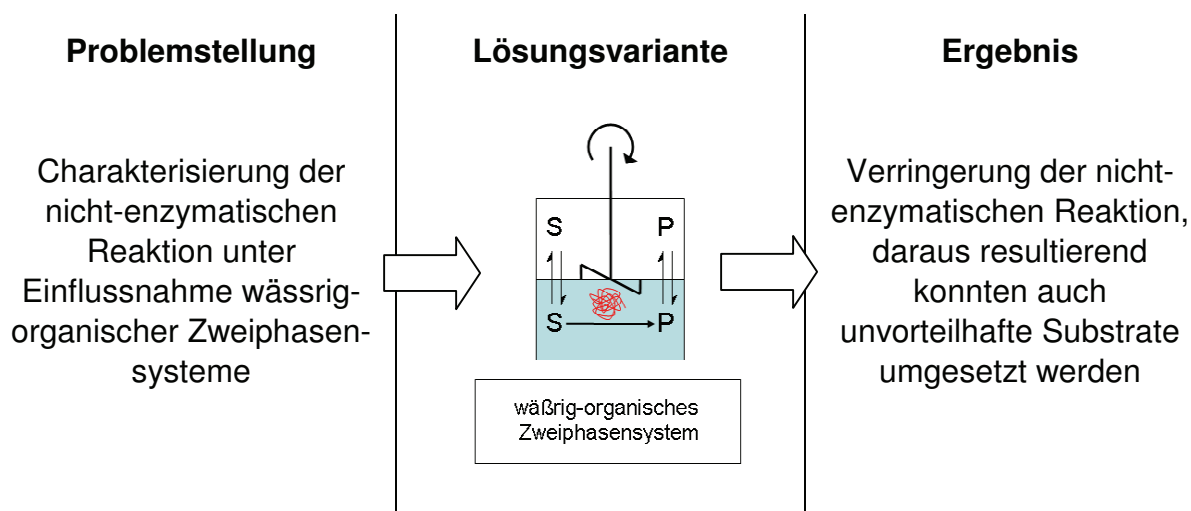 Problemstellung
Charakterisierung der
nicht-enzymatischen
Reaktion unter
Einflussnahme wässrig-
organischer Zweiphasen-
systeme
Lösungsvariante
S P
S P
wäßrig-organisches
Zweiphasensystem
Ergebnis
Verringerung der nicht-
enzymatischen Reaktion,
daraus resultierend
konnten auch
unvorteilhafte Substrate
umgesetzt werden